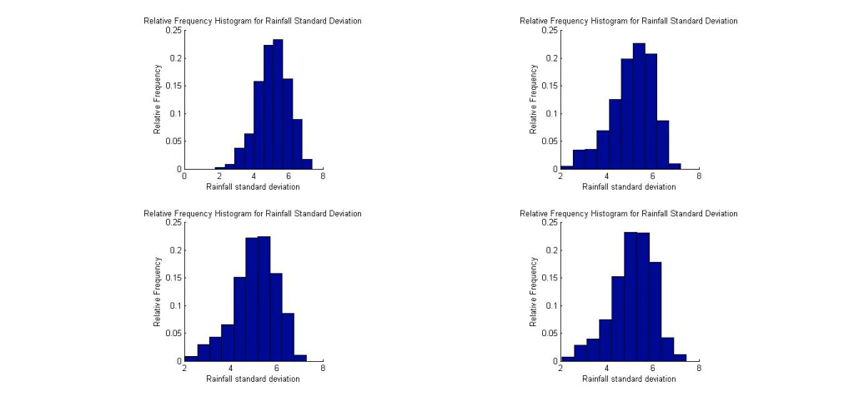 Relative Frequency Histogram for Rainfall Standard Deviation
0.25
0.2
0.15
0.1
0.05
0
Relative Frequency
0 2 4 6 8
Rainfall standard deviation
Relative Frequency Histogram for Rainfall Standard Deviation
0.25
0.2
0.15
0.1
0.05
0
Relative Frequency
2 4 6 8
Rainfall standard deviation
Relative Frequency Histogram for Rainfall Standard Deviation
0.25
0.2
0.15
0.1
0.05
0
Relative Frequency
2 4 6 8
Rainfall standard deviation
Relative Frequency Histogram for Rainfall Standard Deviation
0.25
0.2
0.15
0.1
0.05
0
Relative Frequency
2 4 6 8
Rainfall standard deviation